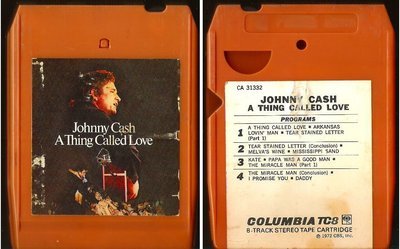 Johnny Cash
A Thing Called Love
CA 31332
JOHNNY CASH
A THING CALLED LOVE
PROGRAMS
1 A THING CALLED LOVE • ARKANSAS
LOVIN' MAN • TEAR STAINED LETTER
(Part 1)
2 TEAR STAINED LETTER (Conclusion) •
MELVA'S WINE • MISSISSIPPI SAND
3 KATE • PAPA WAS A GOOD MAN •
THE MIRACLE MAN (Part 1)
4 THE MIRACLE MAN (Conclusion) •
I PROMISE YOU • DADDY
COLUMBIA TC8
8-TRACK STEREO TAPE CARTRIDGE
© 1972 CBS, Inc.